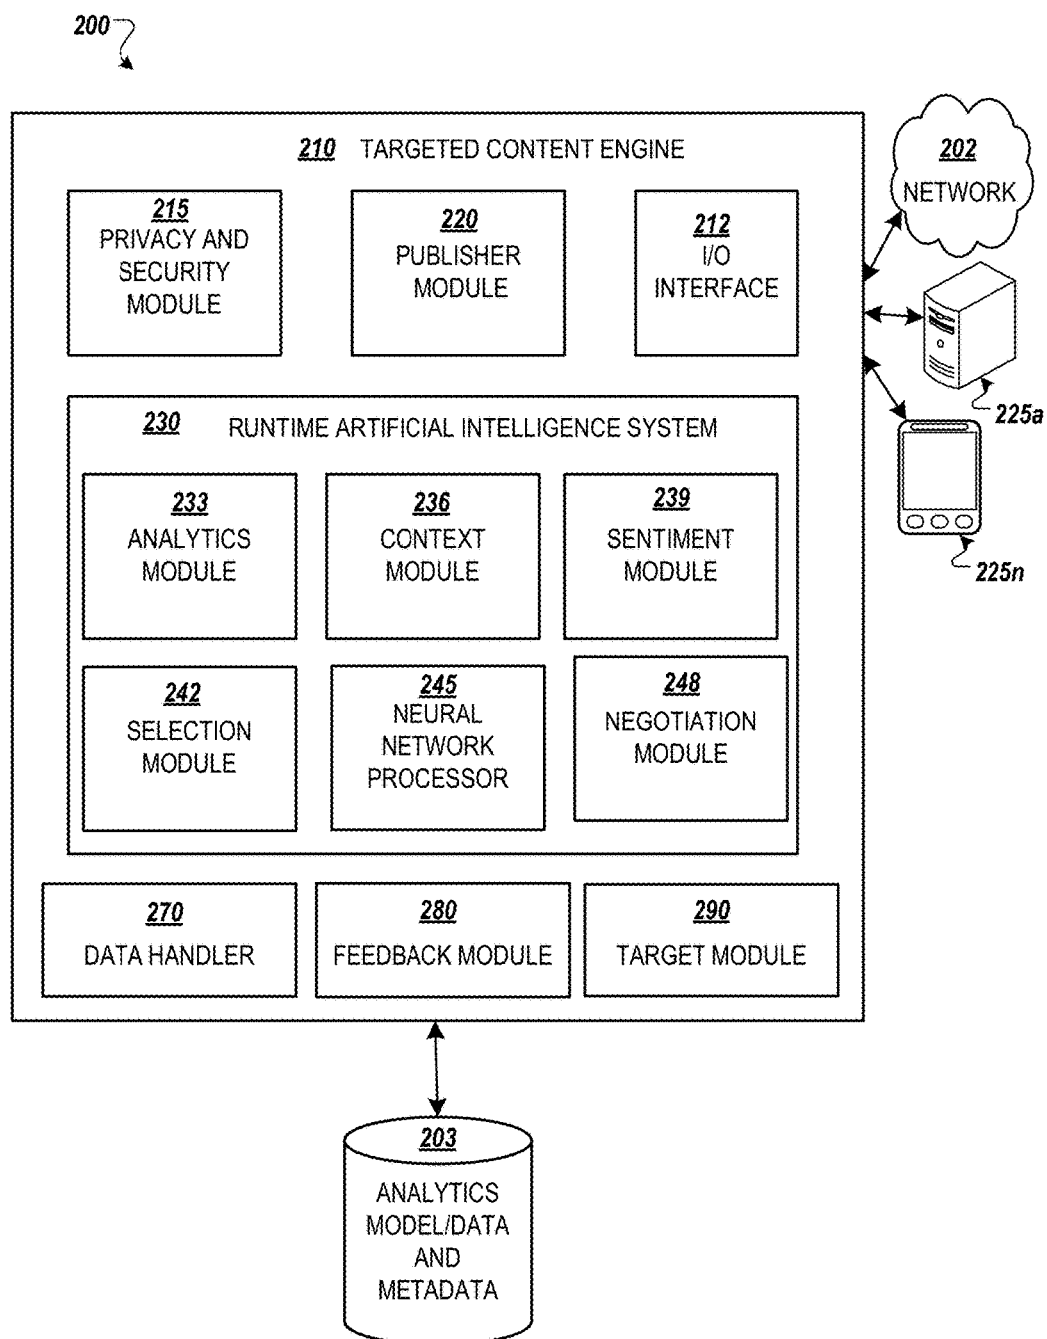 200
210 TARGETED CONTENT ENGINE
215
PRIVACY AND
SECURITY
MODULE
220
PUBLISHER
MODULE
212
I/O
INTERFACE
202
NETWORK
225a
225n
230 RUNTIME ARTIFICIAL INTELLIGENCE SYSTEM
233
ANALYTICS
MODULE
236
CONTEXT
MODULE
239
SENTIMENT
MODULE
242
SELECTION
MODULE
245
NEURAL
NETWORK
PROCESSOR
248
NEGOTIATION
MODULE
270
DATA HANDLER
280
FEEDBACK MODULE
290
TARGET MODULE
203
ANALYTICS
MODEL/DATA
AND
METADATA